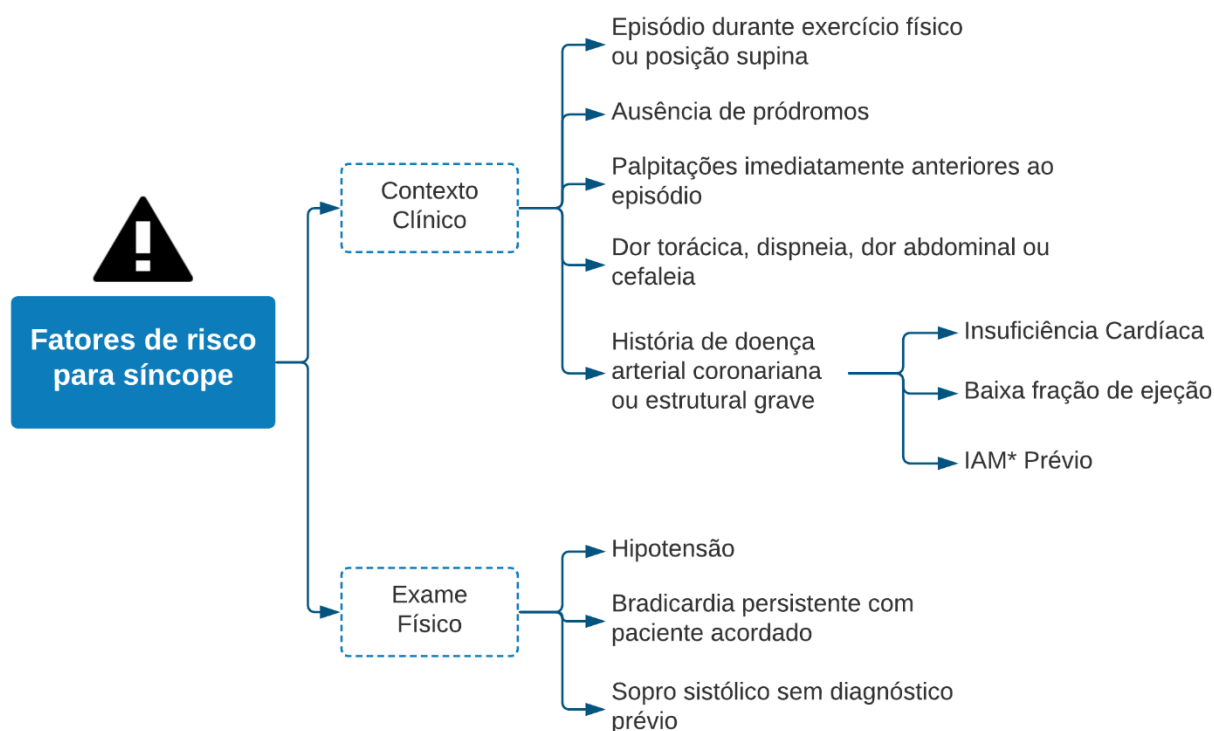 Fatores de risco
para síncope
Contexto
Clínico
Episódio durante exercício físico
ou posição supina
Ausência de pródromos
Palpitações imediatamente anteriores ao
episódio
Dor torácica, dispneia, dor abdominal ou
cefaleia
História de doença
arterial coronariana
ou estrutural grave
Insuficiência Cardíaca
Baixa fração de ejeção
IAM* Prévio
Exame
Físico
Hipotensão
Bradicardia persistente com
paciente acordado
Sopro sistólico sem diagnóstico
prévio